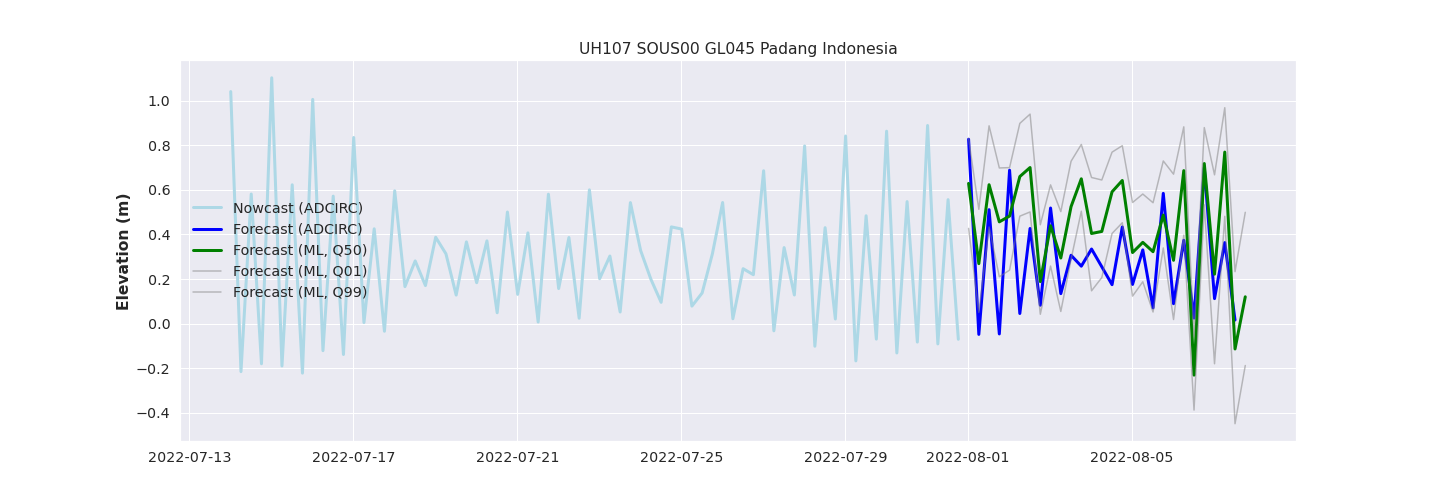 UH107 SOUS00 GL045 Padang Indonesia
Elevation (m)
1.0
0.8
0.6
0.4
0.2
0.0
−0.2
−0.4
Nowcast (ADCIRC)
Forecast (ADCIRC)
Forecast (ML, Q50)
Forecast (ML, Q01)
Forecast (ML, Q99)
2022-07-13 2022-07-17 2022-07-21 2022-07-25 2022-07-29 2022-08-01 2022-08-05